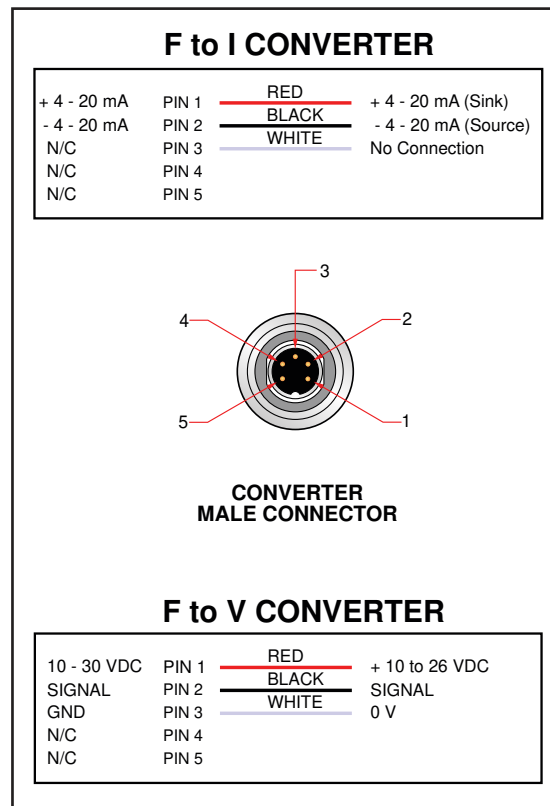 F to I CONVERTER
+ 4 - 20 mA PIN 1 RED + 4 - 20 mA (Sink)
- 4 - 20 mA PIN 2 BLACK - 4 - 20 mA (Source)
N/C PIN 3 WHITE No Connection
N/C PIN 4
N/C PIN 5
3
4 2
5 1
CONVERTER
MALE CONNECTOR
F to V CONVERTER
10 - 30 VDC PIN 1 RED + 10 to 26 VDC
SIGNAL PIN 2 BLACK SIGNAL
GND PIN 3 WHITE 0 V
N/C PIN 4
N/C PIN 5